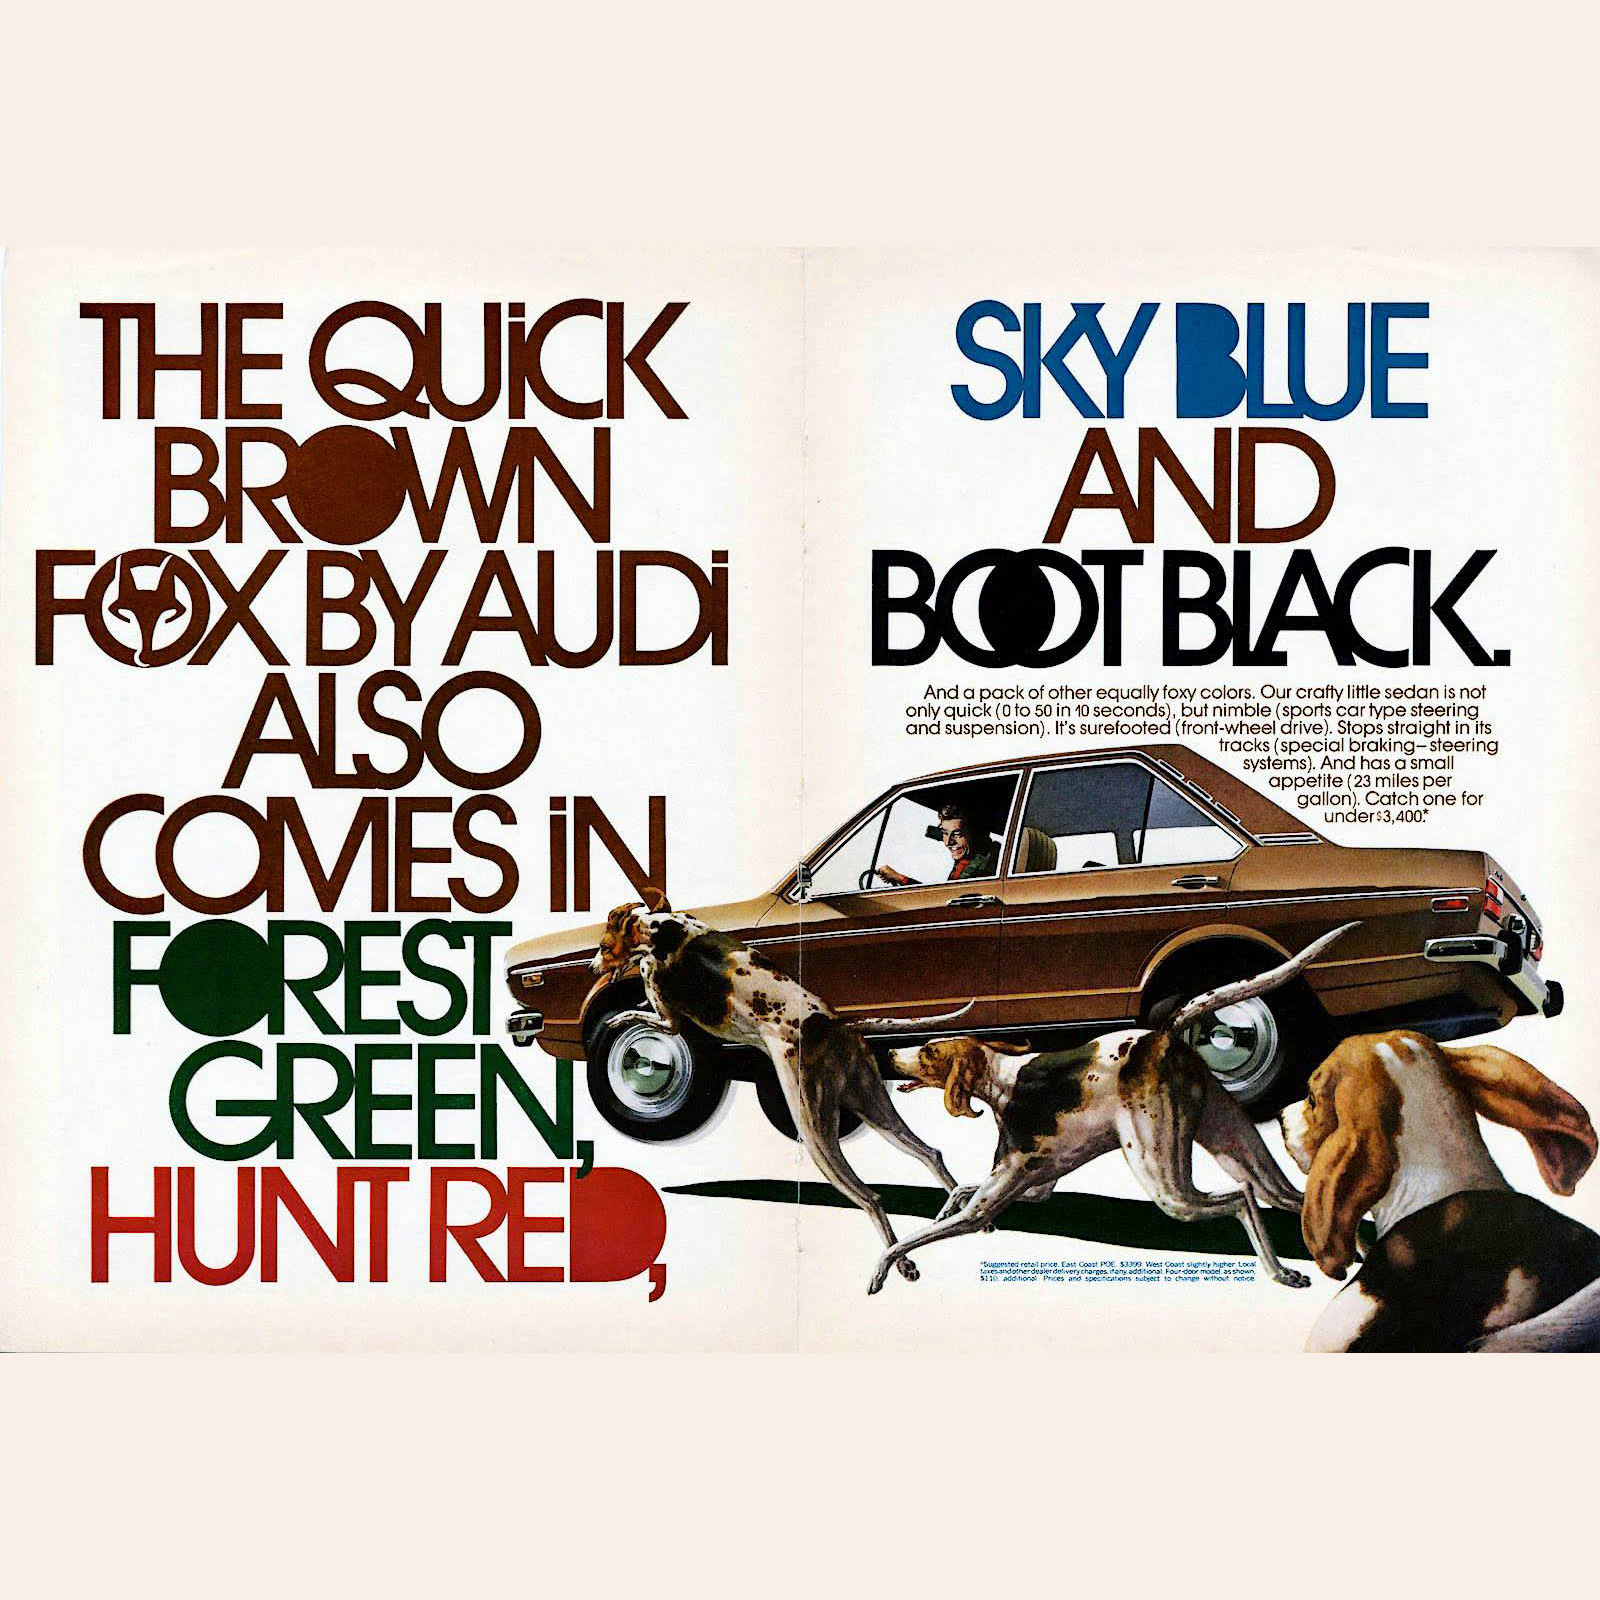 THE QUiCK
BROWN
FOX BY AUDi
ALSO
COMES iN
FOREST
GREEN,
HUNT RED,
SKY BLUE
AND
BOOT BLACK.
And a pack of other equally foxy colors. Our crafty little sedan is not
only quick (0 to 50 in 10 seconds), but nimble (sports car type steering
and suspension). It's surefooted (front-wheel drive). Stops straight in its
tracks (special braking–steering
systems). And has a small
appetite (23 miles per
gallon). Catch one for
under $3,400.*
*Suggested retail price, East Coast POE, $3399. West Coast slightly higher. Local
taxes and other dealer delivery charges, if any, additional. Four-door model, as shown,
$110, additional. Prices and specifications subject to change without notice.